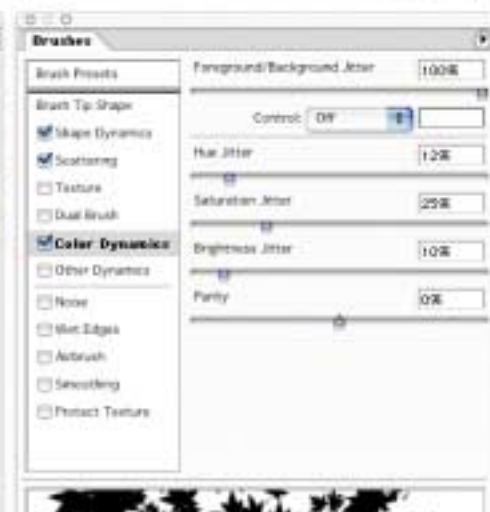 Brushes
Brush Presets
Brush Tip Shape
Shape Dynamics
Scattering
Texture
Dual Brush
Color Dynamics
Other Dynamics
Noise
Wet Edges
Airbrush
Smoothing
Protect Texture
Foreground/Background Jitter 100%
Control: Off
Hue Jitter 12%
Saturation Jitter 25%
Brightness Jitter 10%
Purity 0%